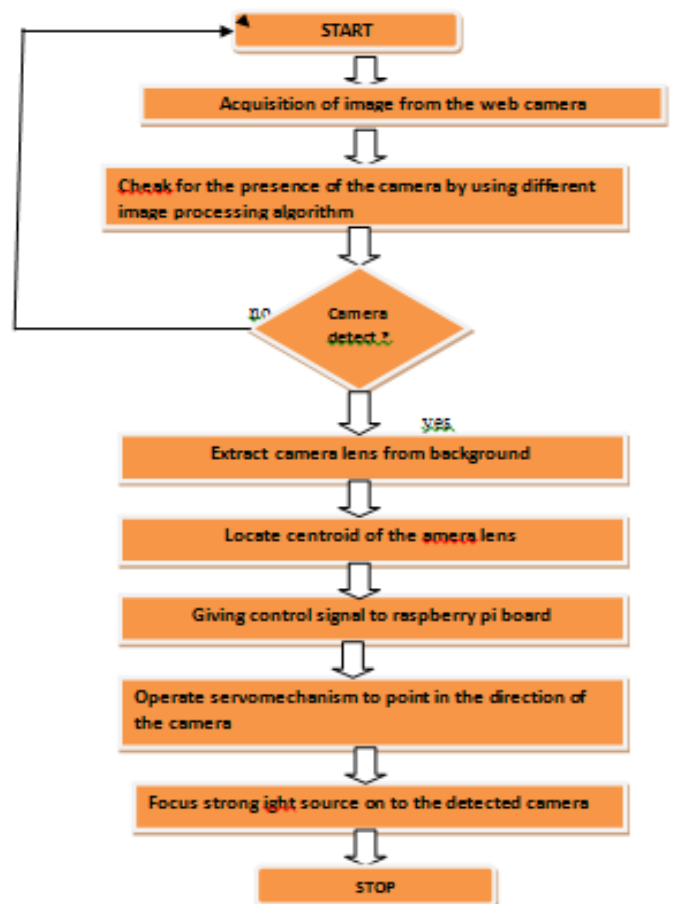 START
Acquisition of image from the web camera
Cheak for the presence of the camera by using different
image processing algorithm
no
Camera
detect ?
yes
Extract camera lens from background
Locate centroid of the amera lens
Giving control signal to raspberry pi board
Operate servomechanism to point in the direction of
the camera
Focus strong ight source on to the detected camera
STOP